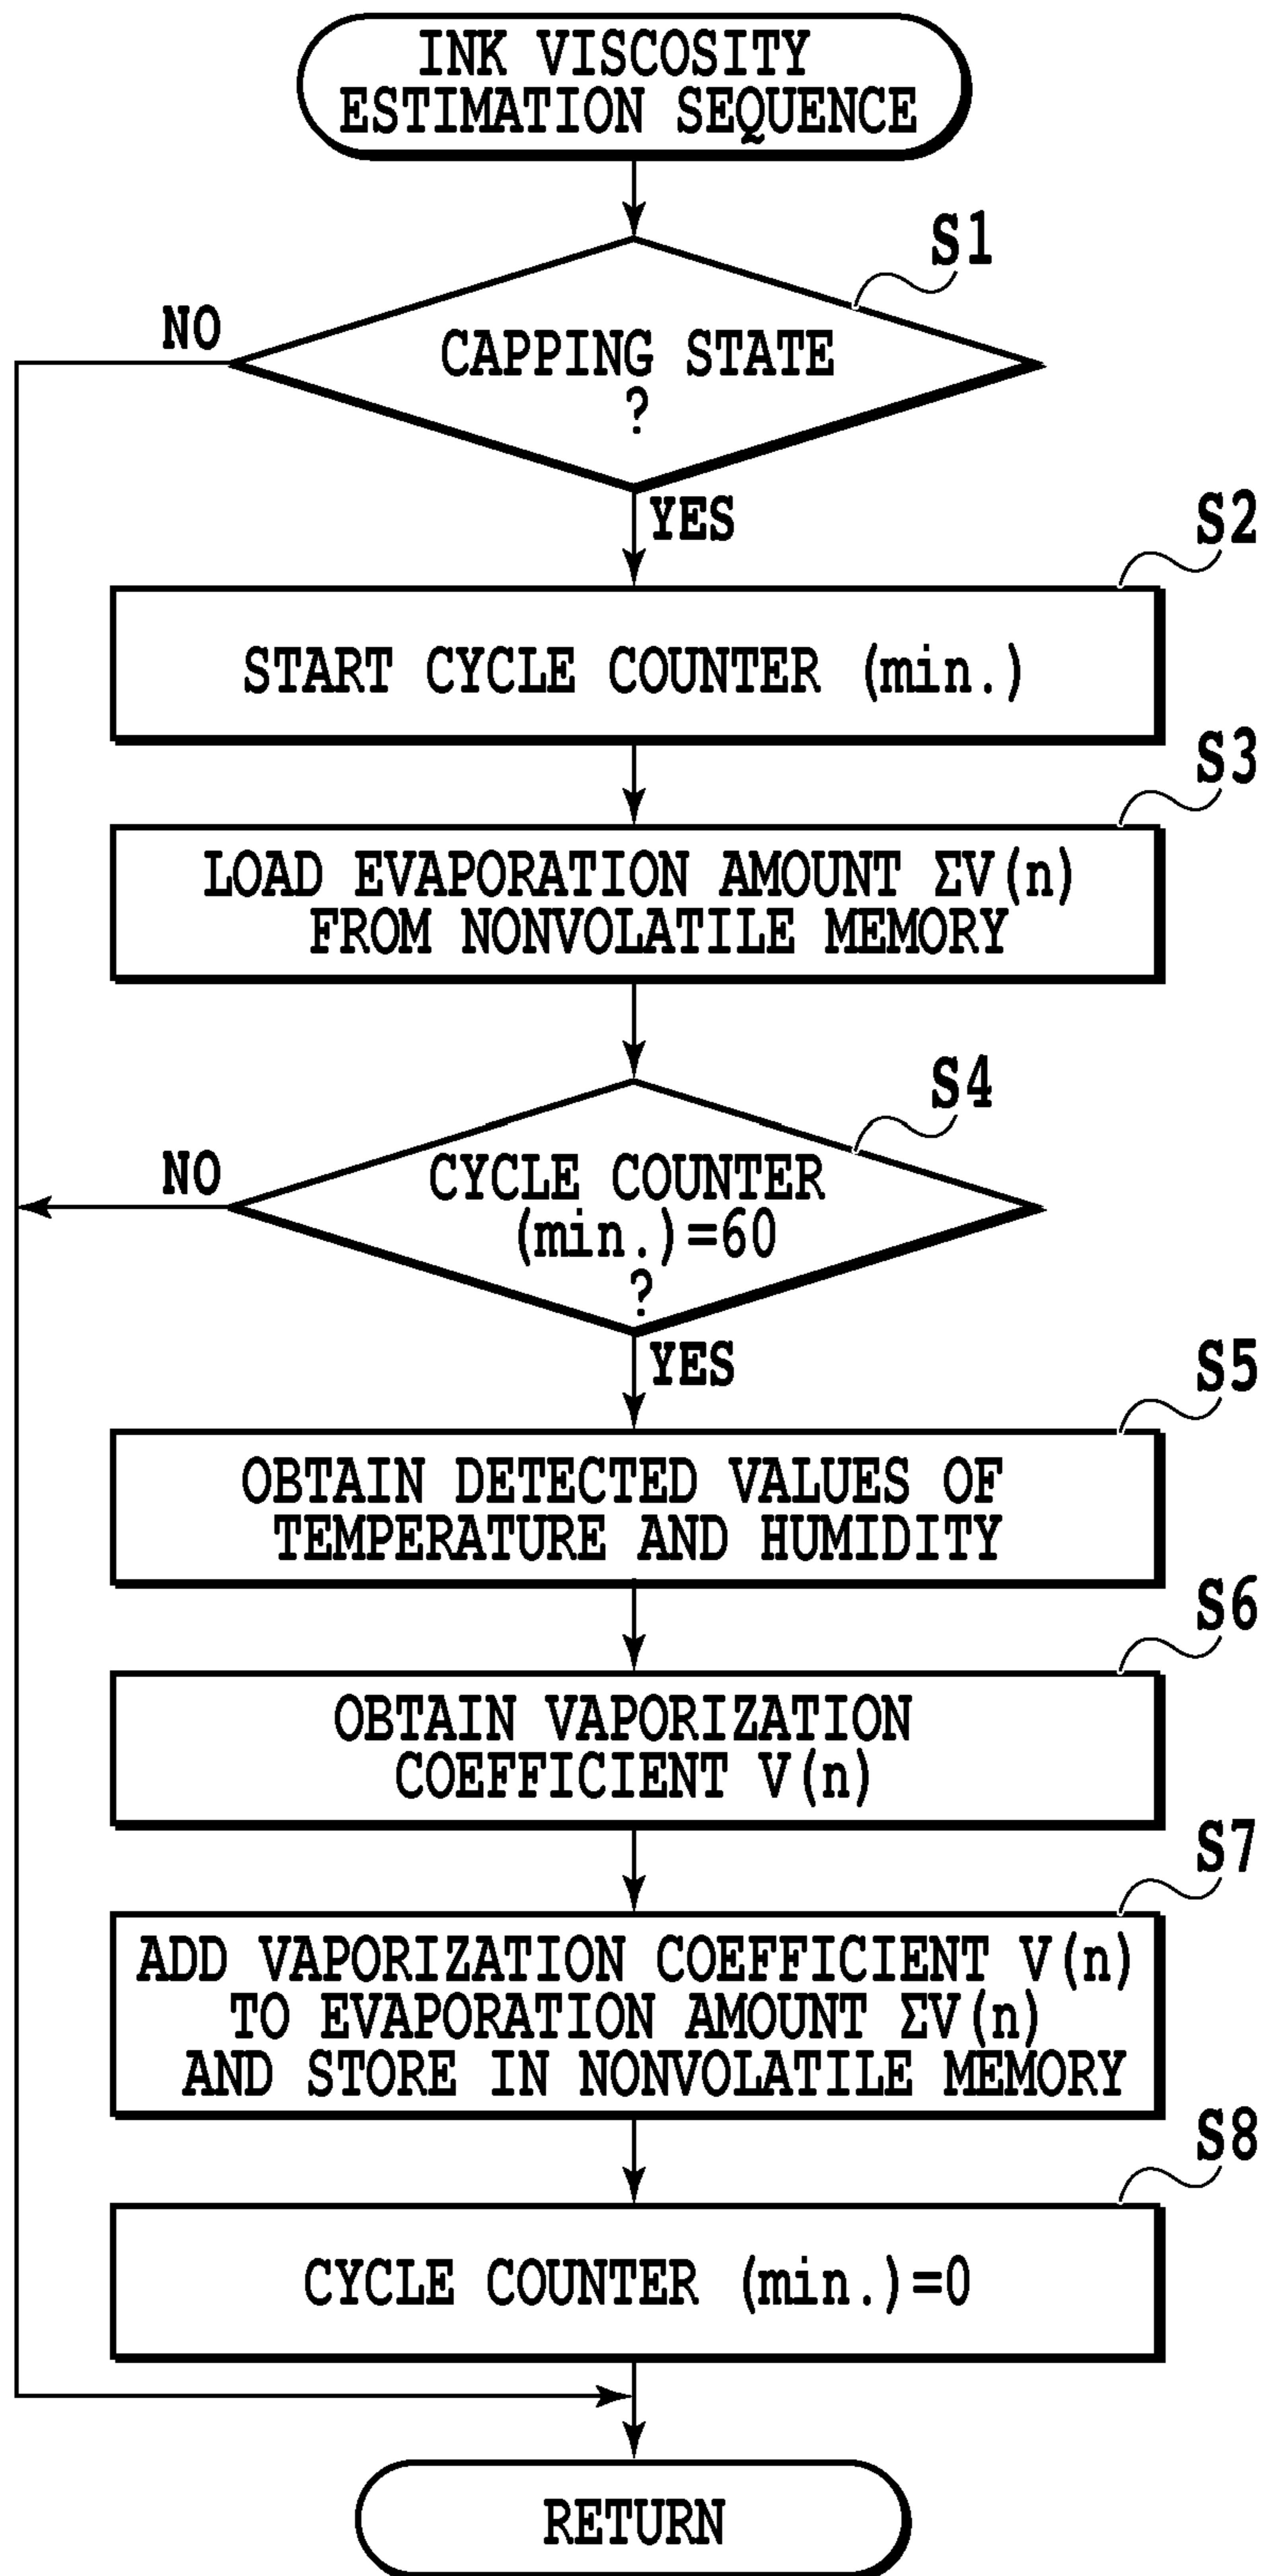 INK VISCOSITY
ESTIMATION SEQUENCE
S1
NO
CAPPING STATE
?
YES
S2
START CYCLE COUNTER (min.)
S3
LOAD EVAPORATION AMOUNT ΣV(n)
FROM NONVOLATILE MEMORY
S4
NO
CYCLE COUNTER
(min.)=60
?
YES
S5
OBTAIN DETECTED VALUES OF
TEMPERATURE AND HUMIDITY
S6
OBTAIN VAPORIZATION
COEFFICIENT V(n)
S7
ADD VAPORIZATION COEFFICIENT V(n)
TO EVAPORATION AMOUNT ΣV(n)
AND STORE IN NONVOLATILE MEMORY
S8
CYCLE COUNTER (min.)=0
RETURN